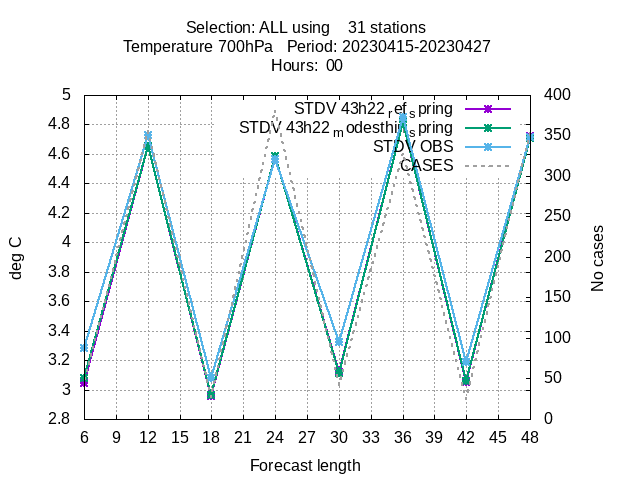 Selection: ALL using 31 stations
Temperature 700hPa Period: 20230415-20230427
Hours: 00
STDV 43h22_ref_spring
STDV 43h22_modesthin_spring
STDV OBS
CASES
deg C
No cases
5
4.8
4.6
4.4
4.2
4
3.8
3.6
3.4
3.2
3
2.8
400
350
300
250
200
150
100
50
0
6 9 12 15 18 21 24 27 30 33 36 39 42 45 48
Forecast length